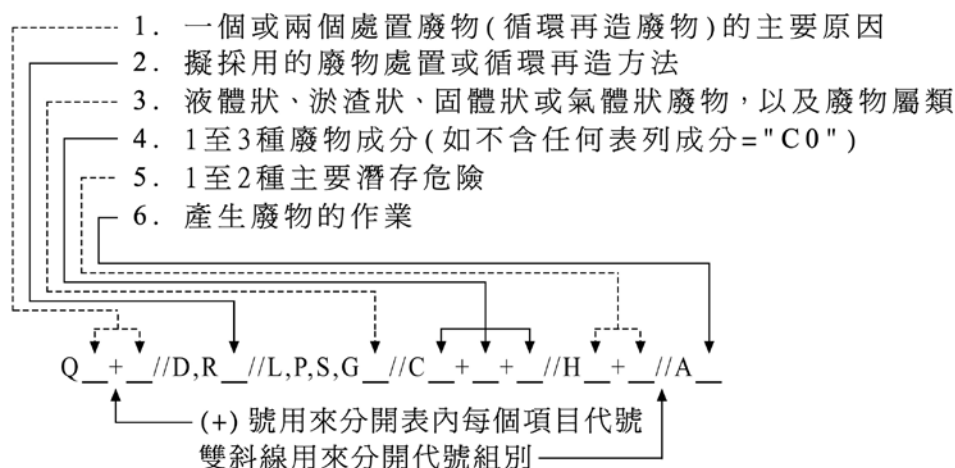 1. 一個或兩個處置廢物(循環再造廢物)的主要原因
2. 擬採用的廢物處置或循環再造方法
3. 液體狀、淤渣狀、固體狀或氣體狀廢物，以及廢物屬類
4. 1至3種廢物成分(如不含任何表列成分="C0")
5. 1至2種主要潛存危險
6. 產生廢物的作業
Q__+__//D,R__//L,P,S,G__//C__+__+__//H__+__//A__
(+) 號用來分開表內每個項目代號
雙斜線用來分開代號組別